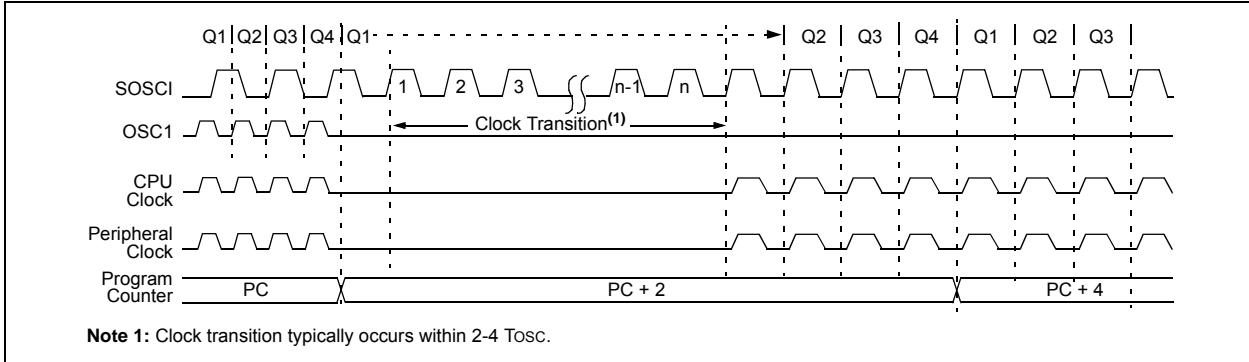 Q1 Q2 Q3 Q4 Q1 Q2 Q3 Q4 Q1 Q2 Q3
SOSCI 1 2 3 n-1 n
OSC1 Clock Transition(1)
CPU
Clock
Peripheral
Clock
Program
Counter PC PC + 2 PC + 4
Note 1: Clock transition typically occurs within 2-4 TOSC.